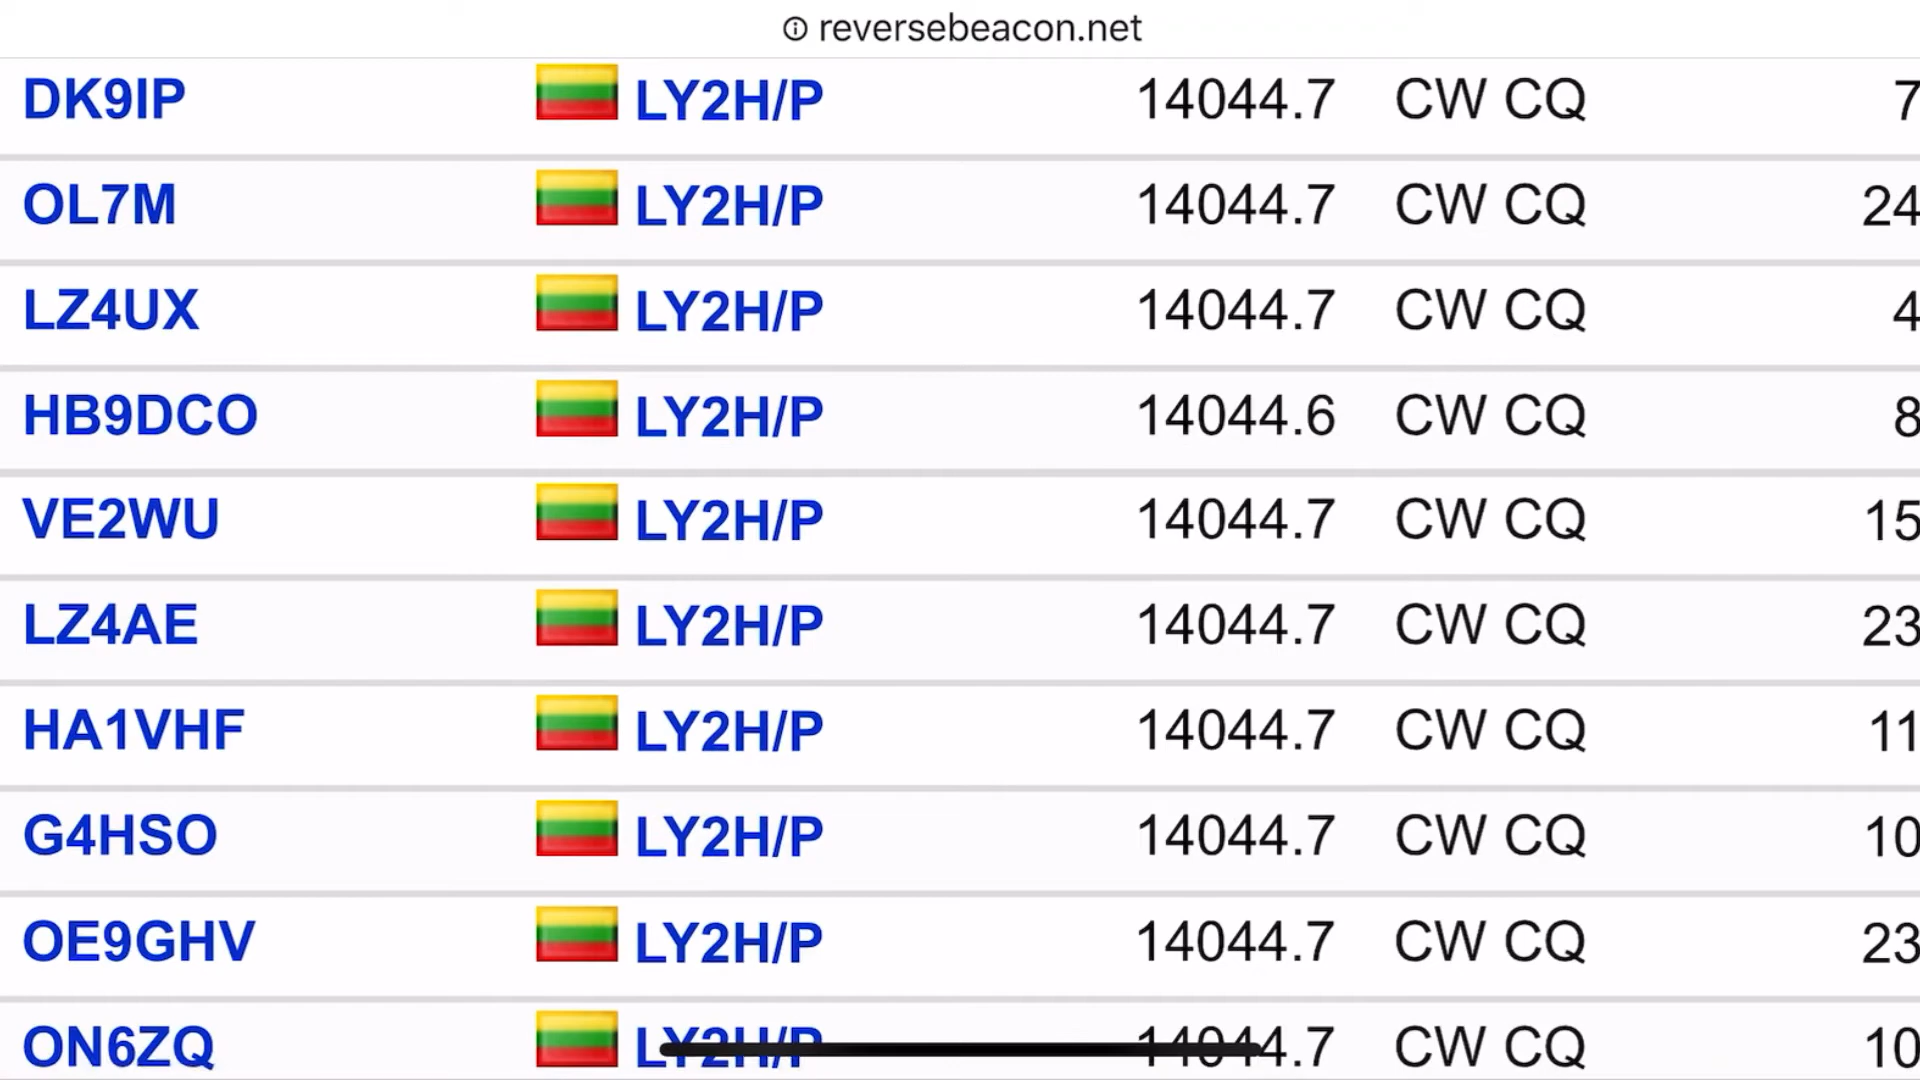 reversebeacon.net
DK9IP LY2H/P 14044.7 CW CQ 7
OL7M LY2H/P 14044.7 CW CQ 24
LZ4UX LY2H/P 14044.7 CW CQ 4
HB9DCO LY2H/P 14044.6 CW CQ 8
VE2WU LY2H/P 14044.7 CW CQ 15
LZ4AE LY2H/P 14044.7 CW CQ 23
HA1VHF LY2H/P 14044.7 CW CQ 11
G4HSO LY2H/P 14044.7 CW CQ 10
OE9GHV LY2H/P 14044.7 CW CQ 23
ON6ZQ LY2H/P 14044.7 CW CQ 10